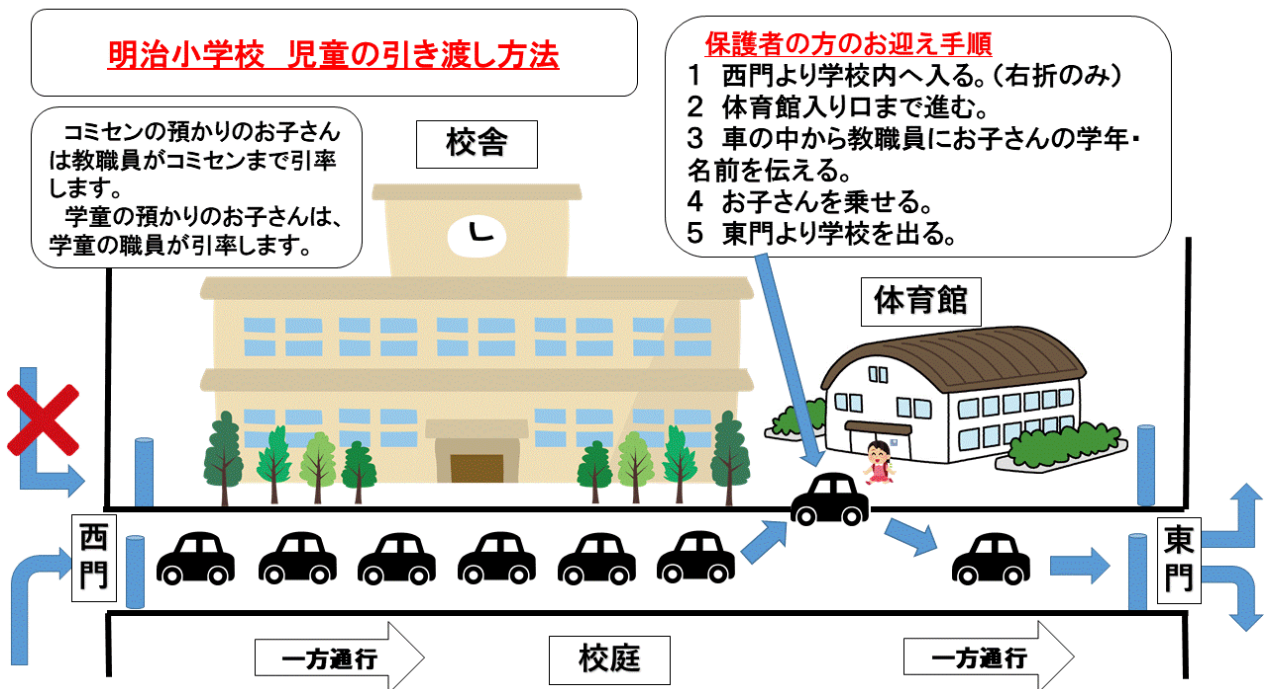 明治小学校 児童の引き渡し方法
コミセンの預かりのお子さん
は教職員がコミセンまで引率
します。
学童の預かりのお子さんは、
学童の職員が引率します。
校舎
保護者の方のお迎え手順
1 西門より学校内へ入る。(右折のみ)
2 体育館入り口まで進む。
3 車の中から教職員にお子さんの学年・
名前を伝える。
4 お子さんを乗せる。
5 東門より学校を出る。
体育館
西門
東門
一方通行
校庭
一方通行